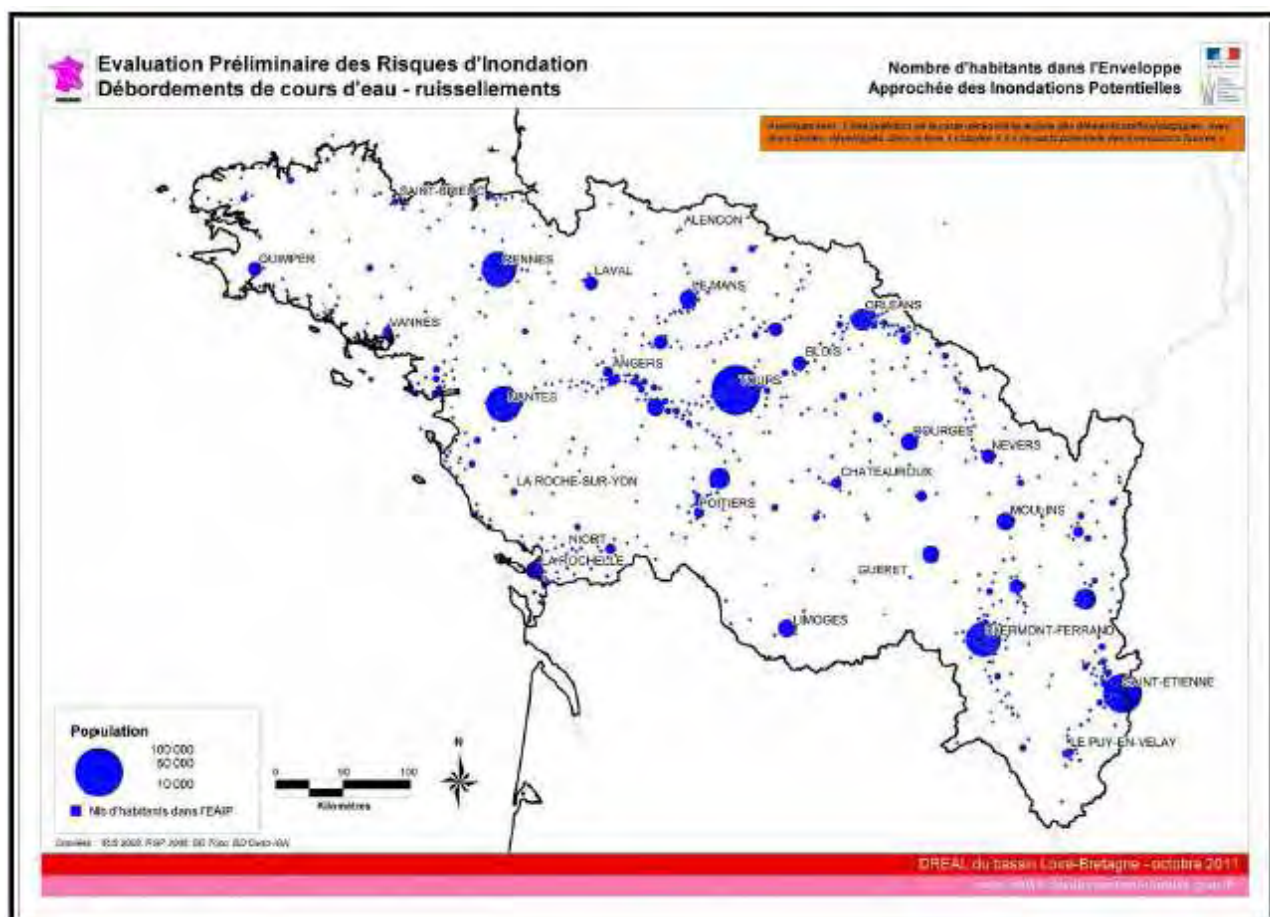 Evaluation Préliminaire des Risques d'Inondation
Débordements de cours d'eau - ruissellements
Nombre d'habitants dans l'Enveloppe
Approchée des Inondations Potentielles
SAINT-BRIEUC
ALENCON
QUIMPER
RENNES
LAVAL
LE MANS
ORLEANS
VANNES
BLOIS
ANGERS
TOURS
NANTES
BOURGES
NEVERS
CHATEAUROUX
LA ROCHE-SUR-YON
POITIERS
MOULINS
NIORT
LA ROCHELLE
GUERET
LIMOGES
CLERMONT-FERRAND
SAINT-ETIENNE
LE PUY-EN-VELAY
Population
100 000
50 000
10 000
Nb d'habitants dans l'EAIP
0 50 100
Kilomètres
N
DREAL du bassin Loire-Bretagne - octobre 2011